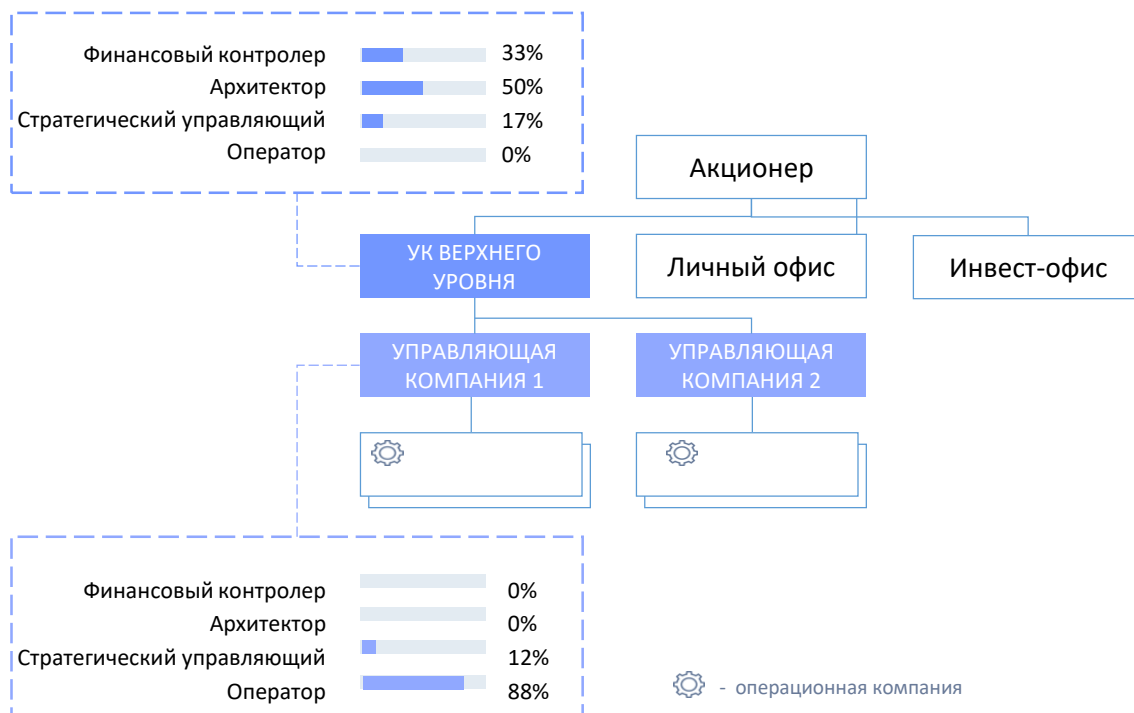 Финансовый контролер 33%
Архитектор 50%
Стратегический управляющий 17%
Оператор 0%
Акционер
УК ВЕРХНЕГО
УРОВНЯ
Личный офис
Инвест-офис
УПРАВЛЯЮЩАЯ
КОМПАНИЯ 1
УПРАВЛЯЮЩАЯ
КОМПАНИЯ 2
Финансовый контролер 0%
Архитектор 0%
Стратегический управляющий 12%
Оператор 88%
- операционная компания